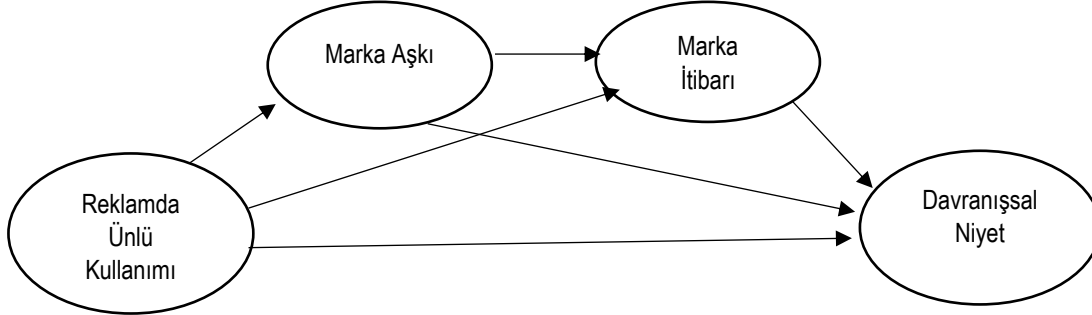 Marka Aşkı
Marka
İtibarı
Reklamda
Ünlü
Kullanımı
Davranışsal
Niyet